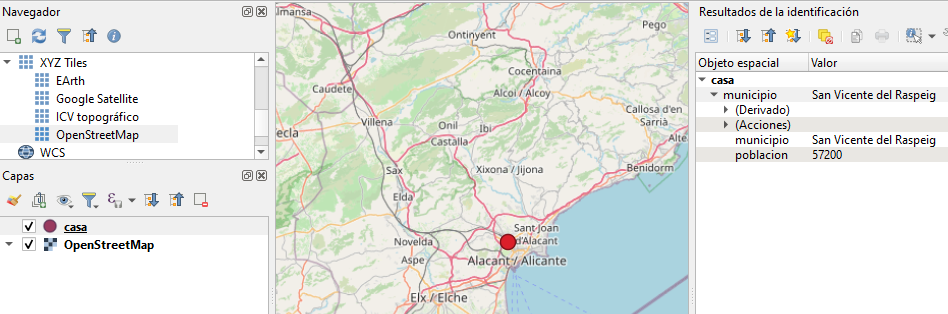 Navegador
XYZ Tiles
EArth
Google Satellite
ICV topográfico
OpenStreetMap
WCS
Capas
casa
OpenStreetMap
Almansa
Ontinyent
Pego
Cocentaina
Caudete
Alcoi / Alcoy
Callosa d'en
Sarrià
Villena
Onil
Ibi
Castalla
Yecla
Sax
Xixona / Jijona
Benidorm
Elda
Sant Joan
d'Alacant
Novelda
Aspe
Alacant / Alicante
Elx / Elche
Resultados de la identificación
Objeto espacial Valor
casa
municipio San Vicente del Raspeig
(Derivado)
(Acciones)
municipio San Vicente del Raspeig
poblacion 57200